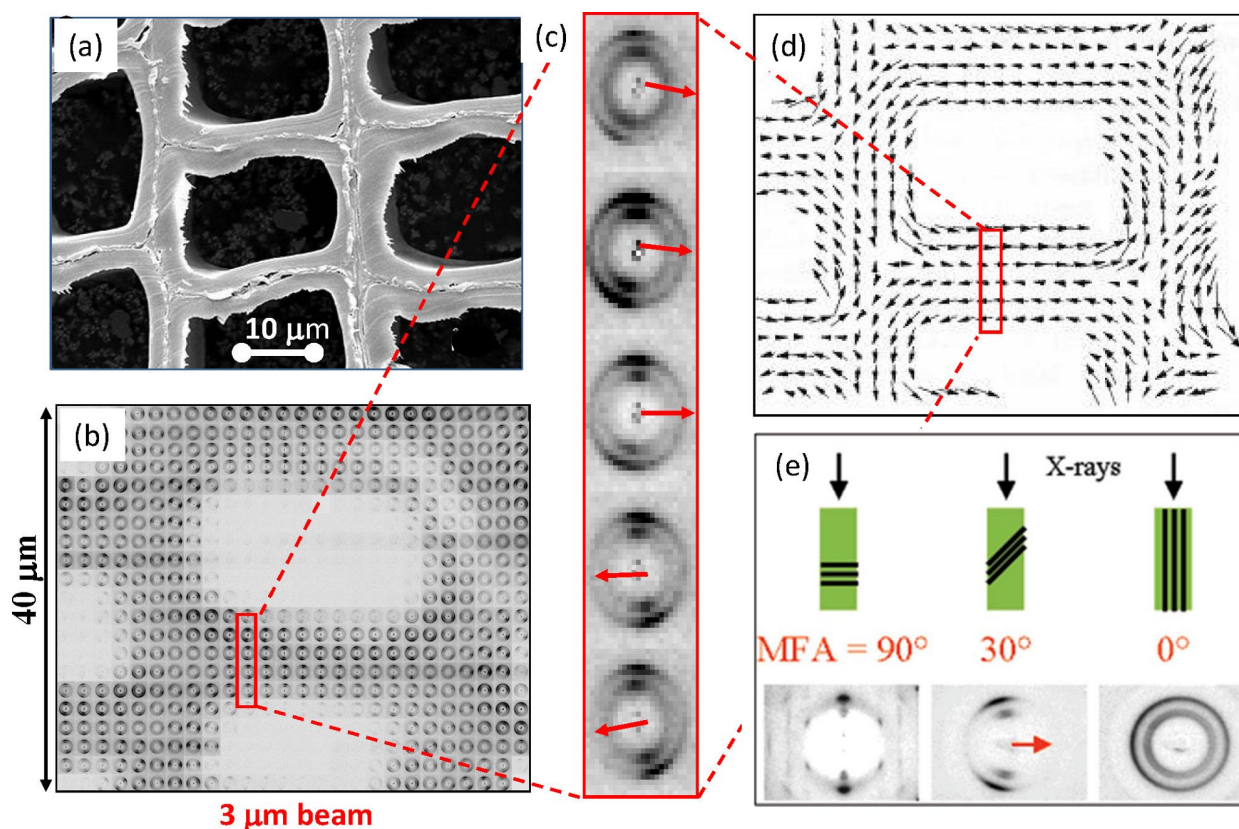 (a)
10 μm
(b)
40 μm
3 μm beam
(c)
(d)
(e)
X-rays
MFA = 90°
30°
0°